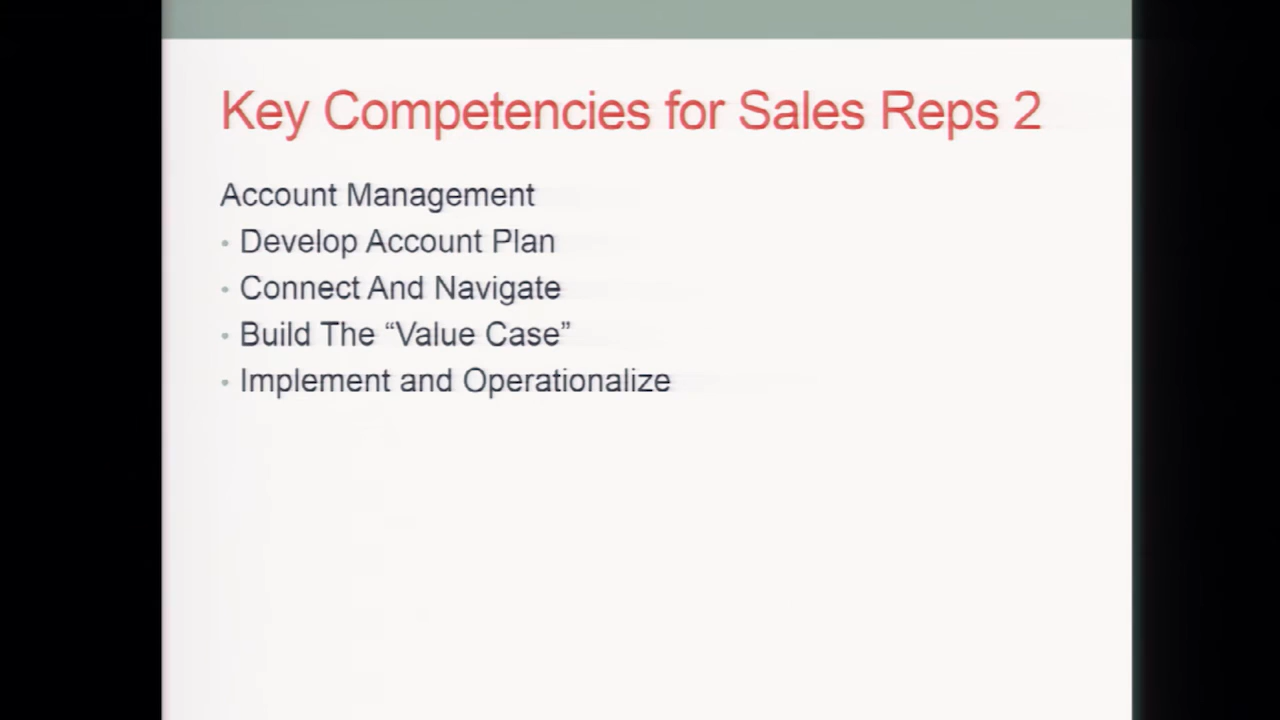 Key Competencies for Sales Reps 2
Account Management
• Develop Account Plan
• Connect And Navigate
• Build The “Value Case”
• Implement and Operationalize